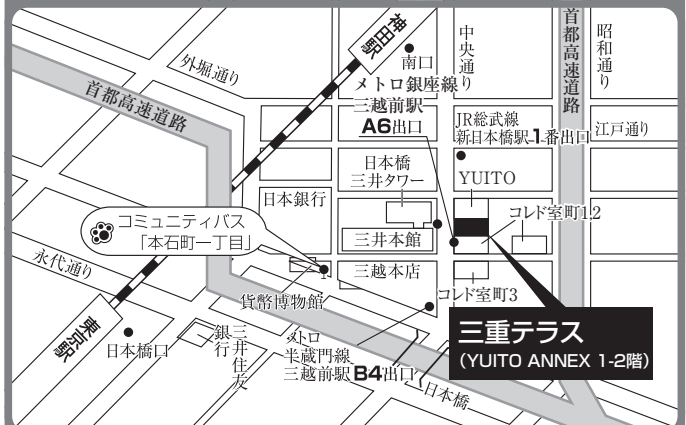 神田駅
南口
中央通り
首都高速道路
昭和通り
外堀通り
首都高速道路
メトロ銀座線
三越前駅
A6出口
JR総武線
新日本橋駅1番出口
江戸通り
日本橋
三井タワー
YUITO
日本銀行
コレド室町1,2
コミュニティバス
「本石町一丁目」
三井本館
永代通り
三越本店
貨幣博物館
コレド室町3
三重テラス
(YUITO ANNEX 1-2階)
東京駅
日本橋口
三井住友
銀行
メトロ
半蔵門線
三越前駅B4出口
日本橋